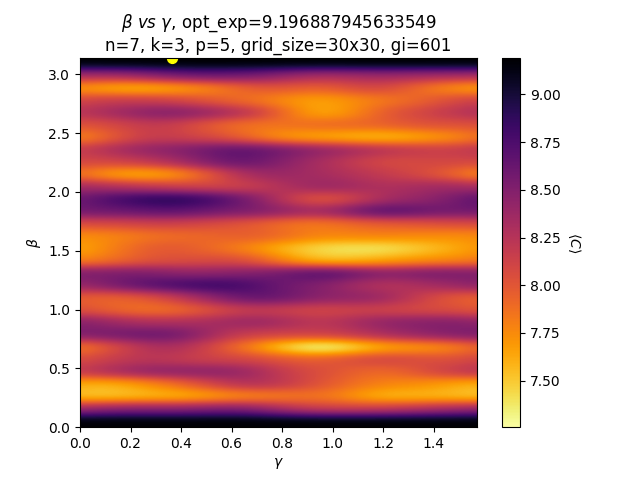 β vs γ, opt_exp=9.196887945633549
n=7, k=3, p=5, grid_size=30x30, gi=601
3.0
2.5
2.0
1.5
1.0
0.5
0.0
β
0.0 0.2 0.4 0.6 0.8 1.0 1.2 1.4
γ
9.00
8.75
8.50
8.25
8.00
7.75
7.50
⟨C⟩